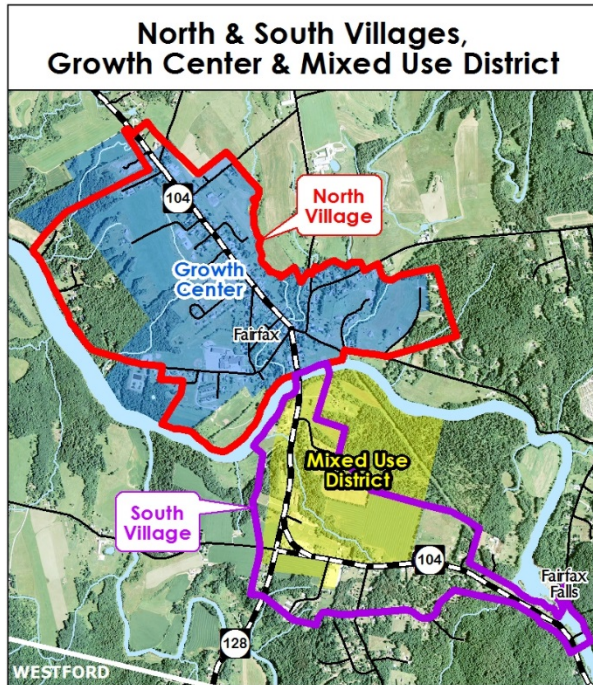 North & South Villages,
Growth Center & Mixed Use District
104
North
Village
Growth
Center
Fairfax
Mixed Use
District
South
Village
104
Fairfax
Falls
128
WESTFORD